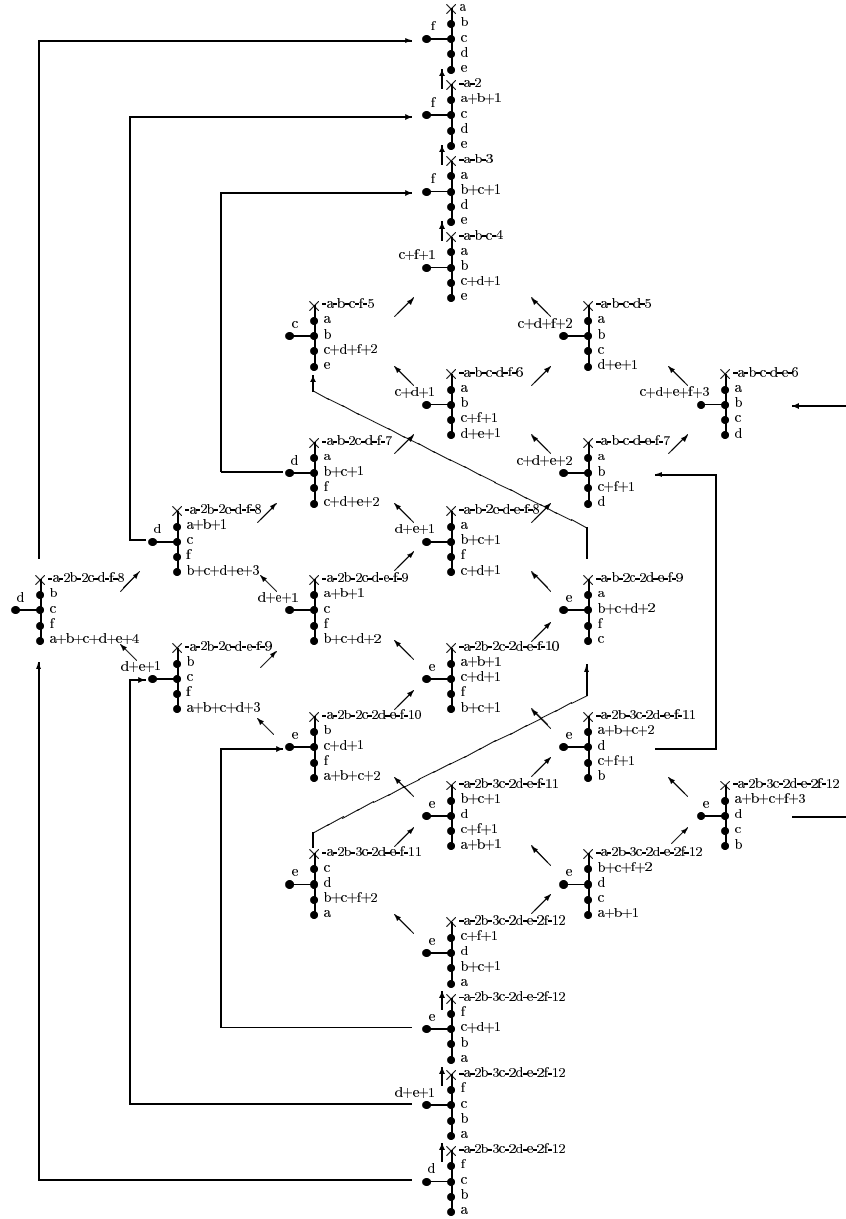 a
f
b
c
d
e
-a-2
f
a+b+1
c
d
e
-a-b-3
f
a
b+c+1
d
e
-a-b-c-4
c+f+1
a
b
c+d+1
e
-a-b-c-f-5
c
a
b
c+d+f+2
e
-a-b-c-d-5
c+d+f+2
a
b
c
d+e+1
-a-b-c-d-f-6
c+d+1
a
b
c+f+1
d+e+1
-a-b-c-d-e-6
c+d+e+f+3
a
b
c
d
-a-b-2c-d-f-7
d
a
b+c+1
f
c+d+e+2
-a-b-c-d-e-f-7
c+d+e+2
a
b
c+f+1
d
-a-2b-2c-d-f-8
d
a+b+1
c
f
b+c+d+e+3
-a-b-2c-d-e-f-8
d+e+1
a
b+c+1
f
c+d+1
-a-2b-2c-d-f-8
d
b
c
f
a+b+c+d+e+4
-a-2b-2c-d-e-f-9
d+e+1
a+b+1
c
f
b+c+d+2
-a-b-2c-2d-e-f-9
e
a
b+c+d+2
f
c
-a-2b-2c-d-e-f-9
d+e+1
b
c
f
a+b+c+d+3
-a-2b-2c-2d-e-f-10
e
a+b+1
c+d+1
f
b+c+1
-a-2b-2c-2d-e-f-10
e
b
c+d+1
f
a+b+c+2
-a-2b-3c-2d-e-f-11
e
a+b+c+2
d
c+f+1
b
-a-2b-3c-2d-e-f-11
e
b+c+1
d
c+f+1
a+b+1
-a-2b-3c-2d-e-2f-12
e
a+b+c+f+3
d
c
b
-a-2b-3c-2d-e-f-11
e
c
d
b+c+f+2
a
-a-2b-3c-2d-e-2f-12
e
b+c+f+2
d
c
a+b+1
-a-2b-3c-2d-e-2f-12
e
c+f+1
d
b+c+1
a
-a-2b-3c-2d-e-2f-12
e
f
c+d+1
b
a
-a-2b-3c-2d-e-2f-12
d+e+1
f
c
b
a
-a-2b-3c-2d-e-2f-12
d
f
c
b
a